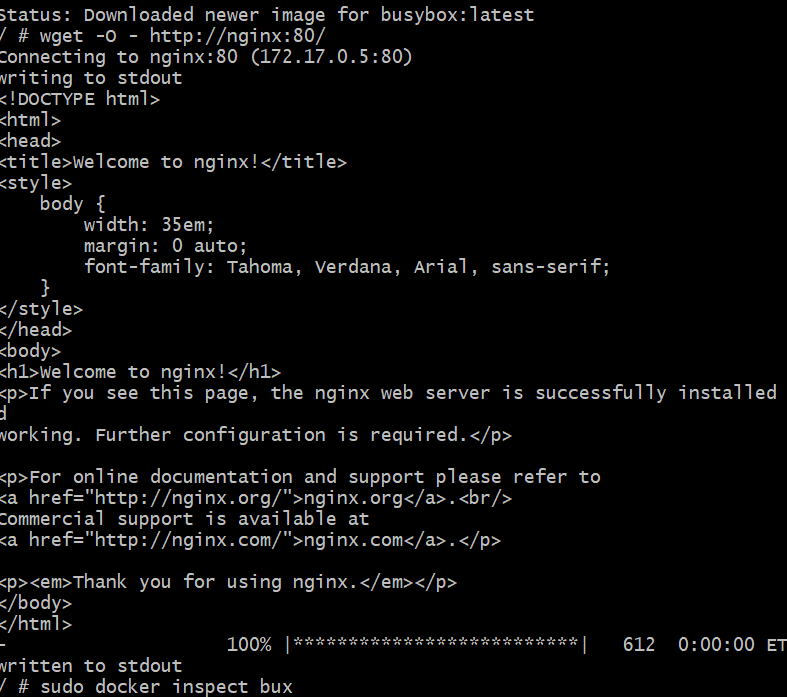 Status: Downloaded newer image for busybox:latest
/ # wget -O - http://nginx:80/
Connecting to nginx:80 (172.17.0.5:80)
writing to stdout
<!DOCTYPE html>
<html>
<head>
<title>Welcome to nginx!</title>
<style>
    body {
        width: 35em;
        margin: 0 auto;
        font-family: Tahoma, Verdana, Arial, sans-serif;
    }
</style>
</head>
<body>
<h1>Welcome to nginx!</h1>
<p>If you see this page, the nginx web server is successfully installed
d
working. Further configuration is required.</p>

<p>For online documentation and support please refer to
<a href="http://nginx.org/">nginx.org</a>.<br/>
Commercial support is available at
<a href="http://nginx.com/">nginx.com</a>.</p>

<p><em>Thank you for using nginx.</em></p>
</body>
</html>
-                    100% |***************************|   612  0:00:00 ET
written to stdout
/ # sudo docker inspect bux